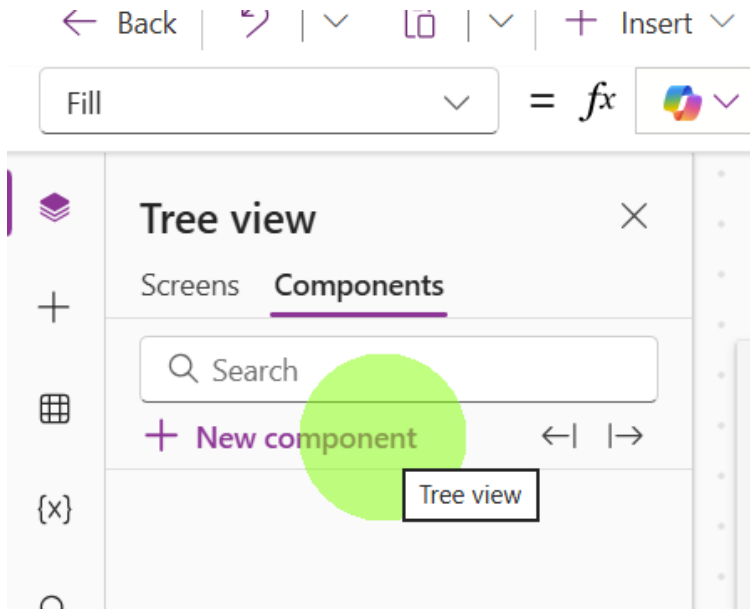 Back
Insert
Fill
= fx
Tree view
Screens Components
Search
New component
Tree view
{x}